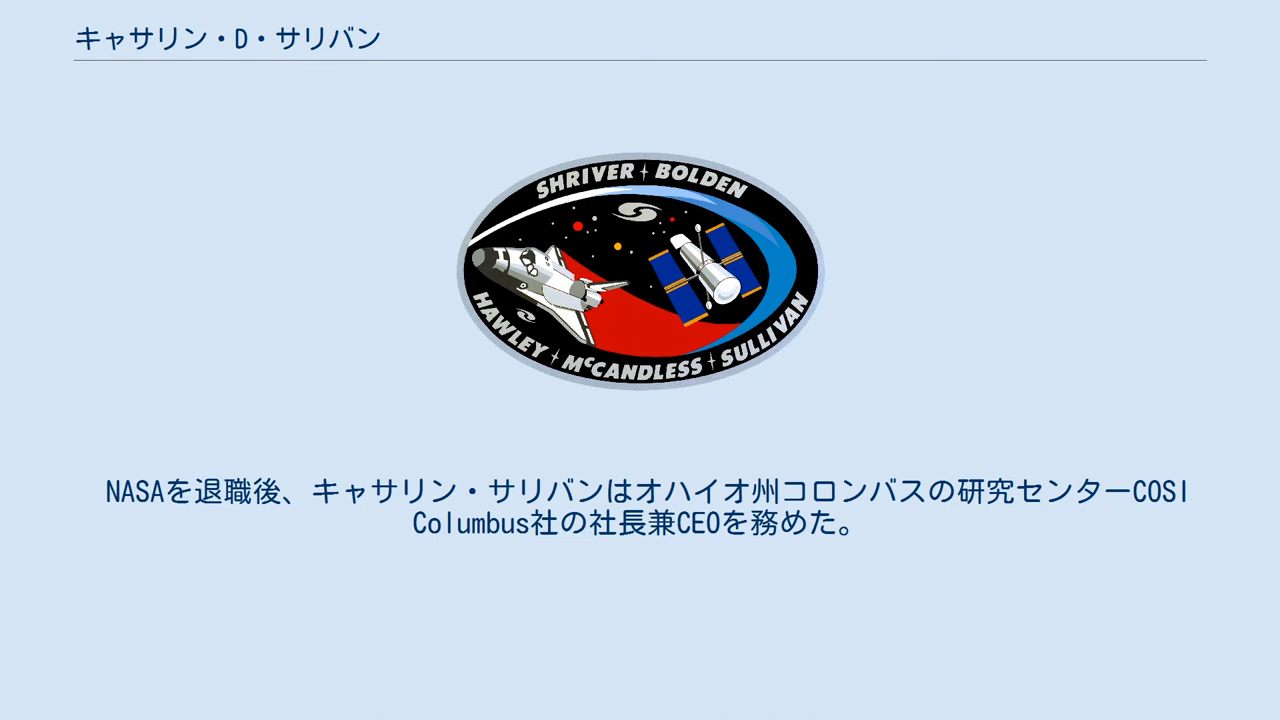 キャサリン・D・サリバン
SHRIVER BOLDEN
HAWLEY McCANDLESS SULLIVAN
NASAを退職後、キャサリン・サリバンはオハイオ州コロンバスの研究センターCOSI
Columbus社の社長兼CEOを務めた。